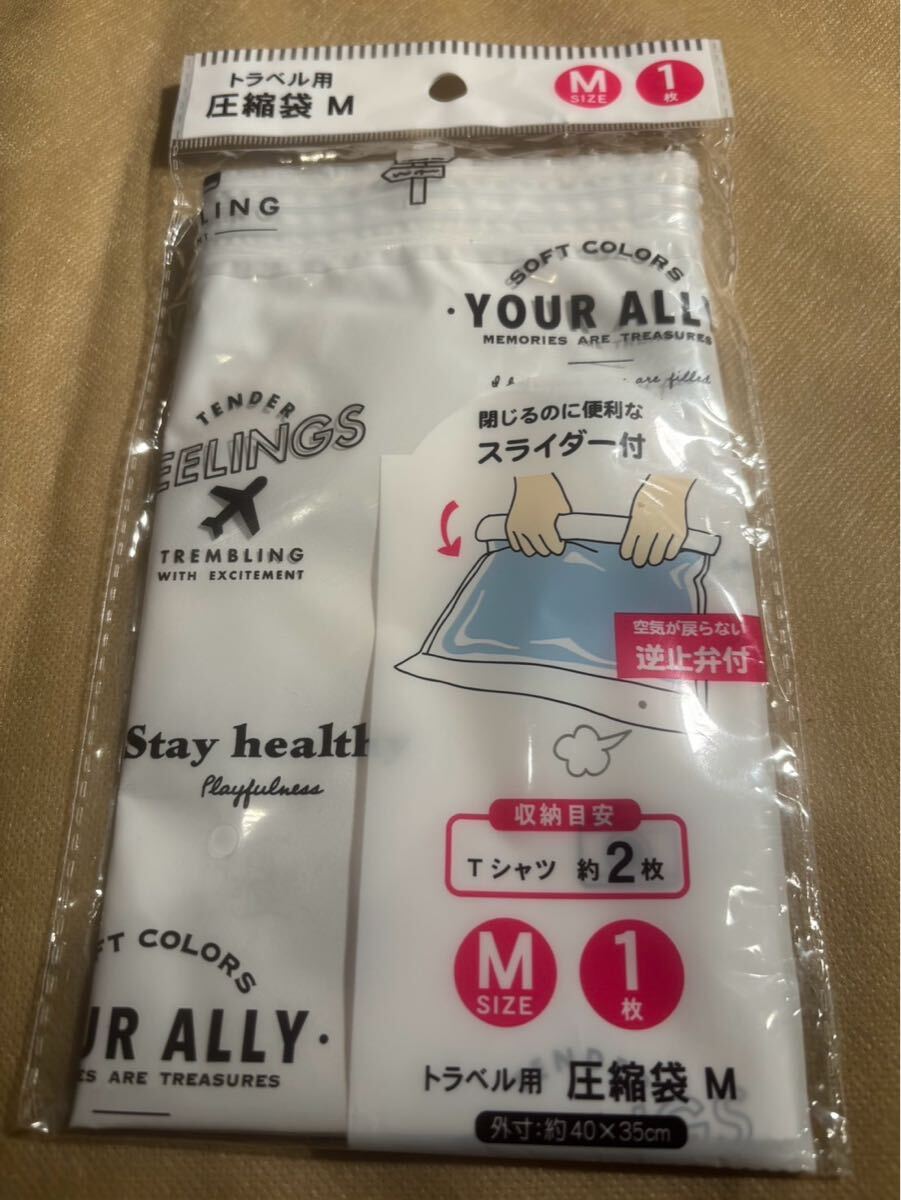 トラベル用
圧縮袋 M
M
SIZE
1
枚
LING
SOFT COLORS
· YOUR ALLY
MEMORIES ARE TREASURES
are filled
TENDER
EELINGS
TREMBLING
WITH EXCITEMENT
閉じるのに便利な
スライダー付
空気が戻らない
逆止弁付
Stay health
Playfulness
収納目安
Tシャツ 約2枚
FT COLORS
UR ALLY ·
ES ARE TREASURES
M
SIZE
1
枚
トラベル用 圧縮袋 M
外寸:約40×35cm